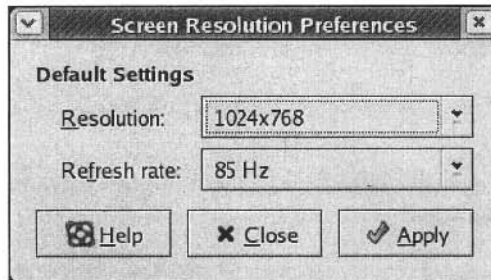 Screen Resolution Preferences
Default Settings
Resolution: 1024x768
Refresh rate: 85 Hz
Help Close Apply